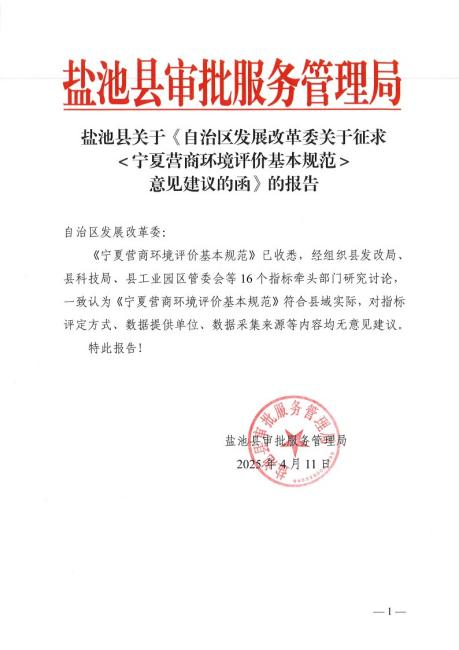 盐池县审批服务管理局
盐池县关于《自治区发展改革委关于征求
<宁夏营商环境评价基本规范>
意见建议的函》的报告
自治区发展改革委：
《宁夏营商环境评价基本规范》已收悉，经组织县发改局、
县科技局、县工业园区管委会等16个指标牵头部门研究讨论，
一致认为《宁夏营商环境评价基本规范》符合县域实际，对指标
评定方式、数据提供单位、数据采集来源等内容均无意见建议。
特此报告！
盐池县审批服务管理局
盐池县审批服务管理局
2025年4月11日
— 1 —